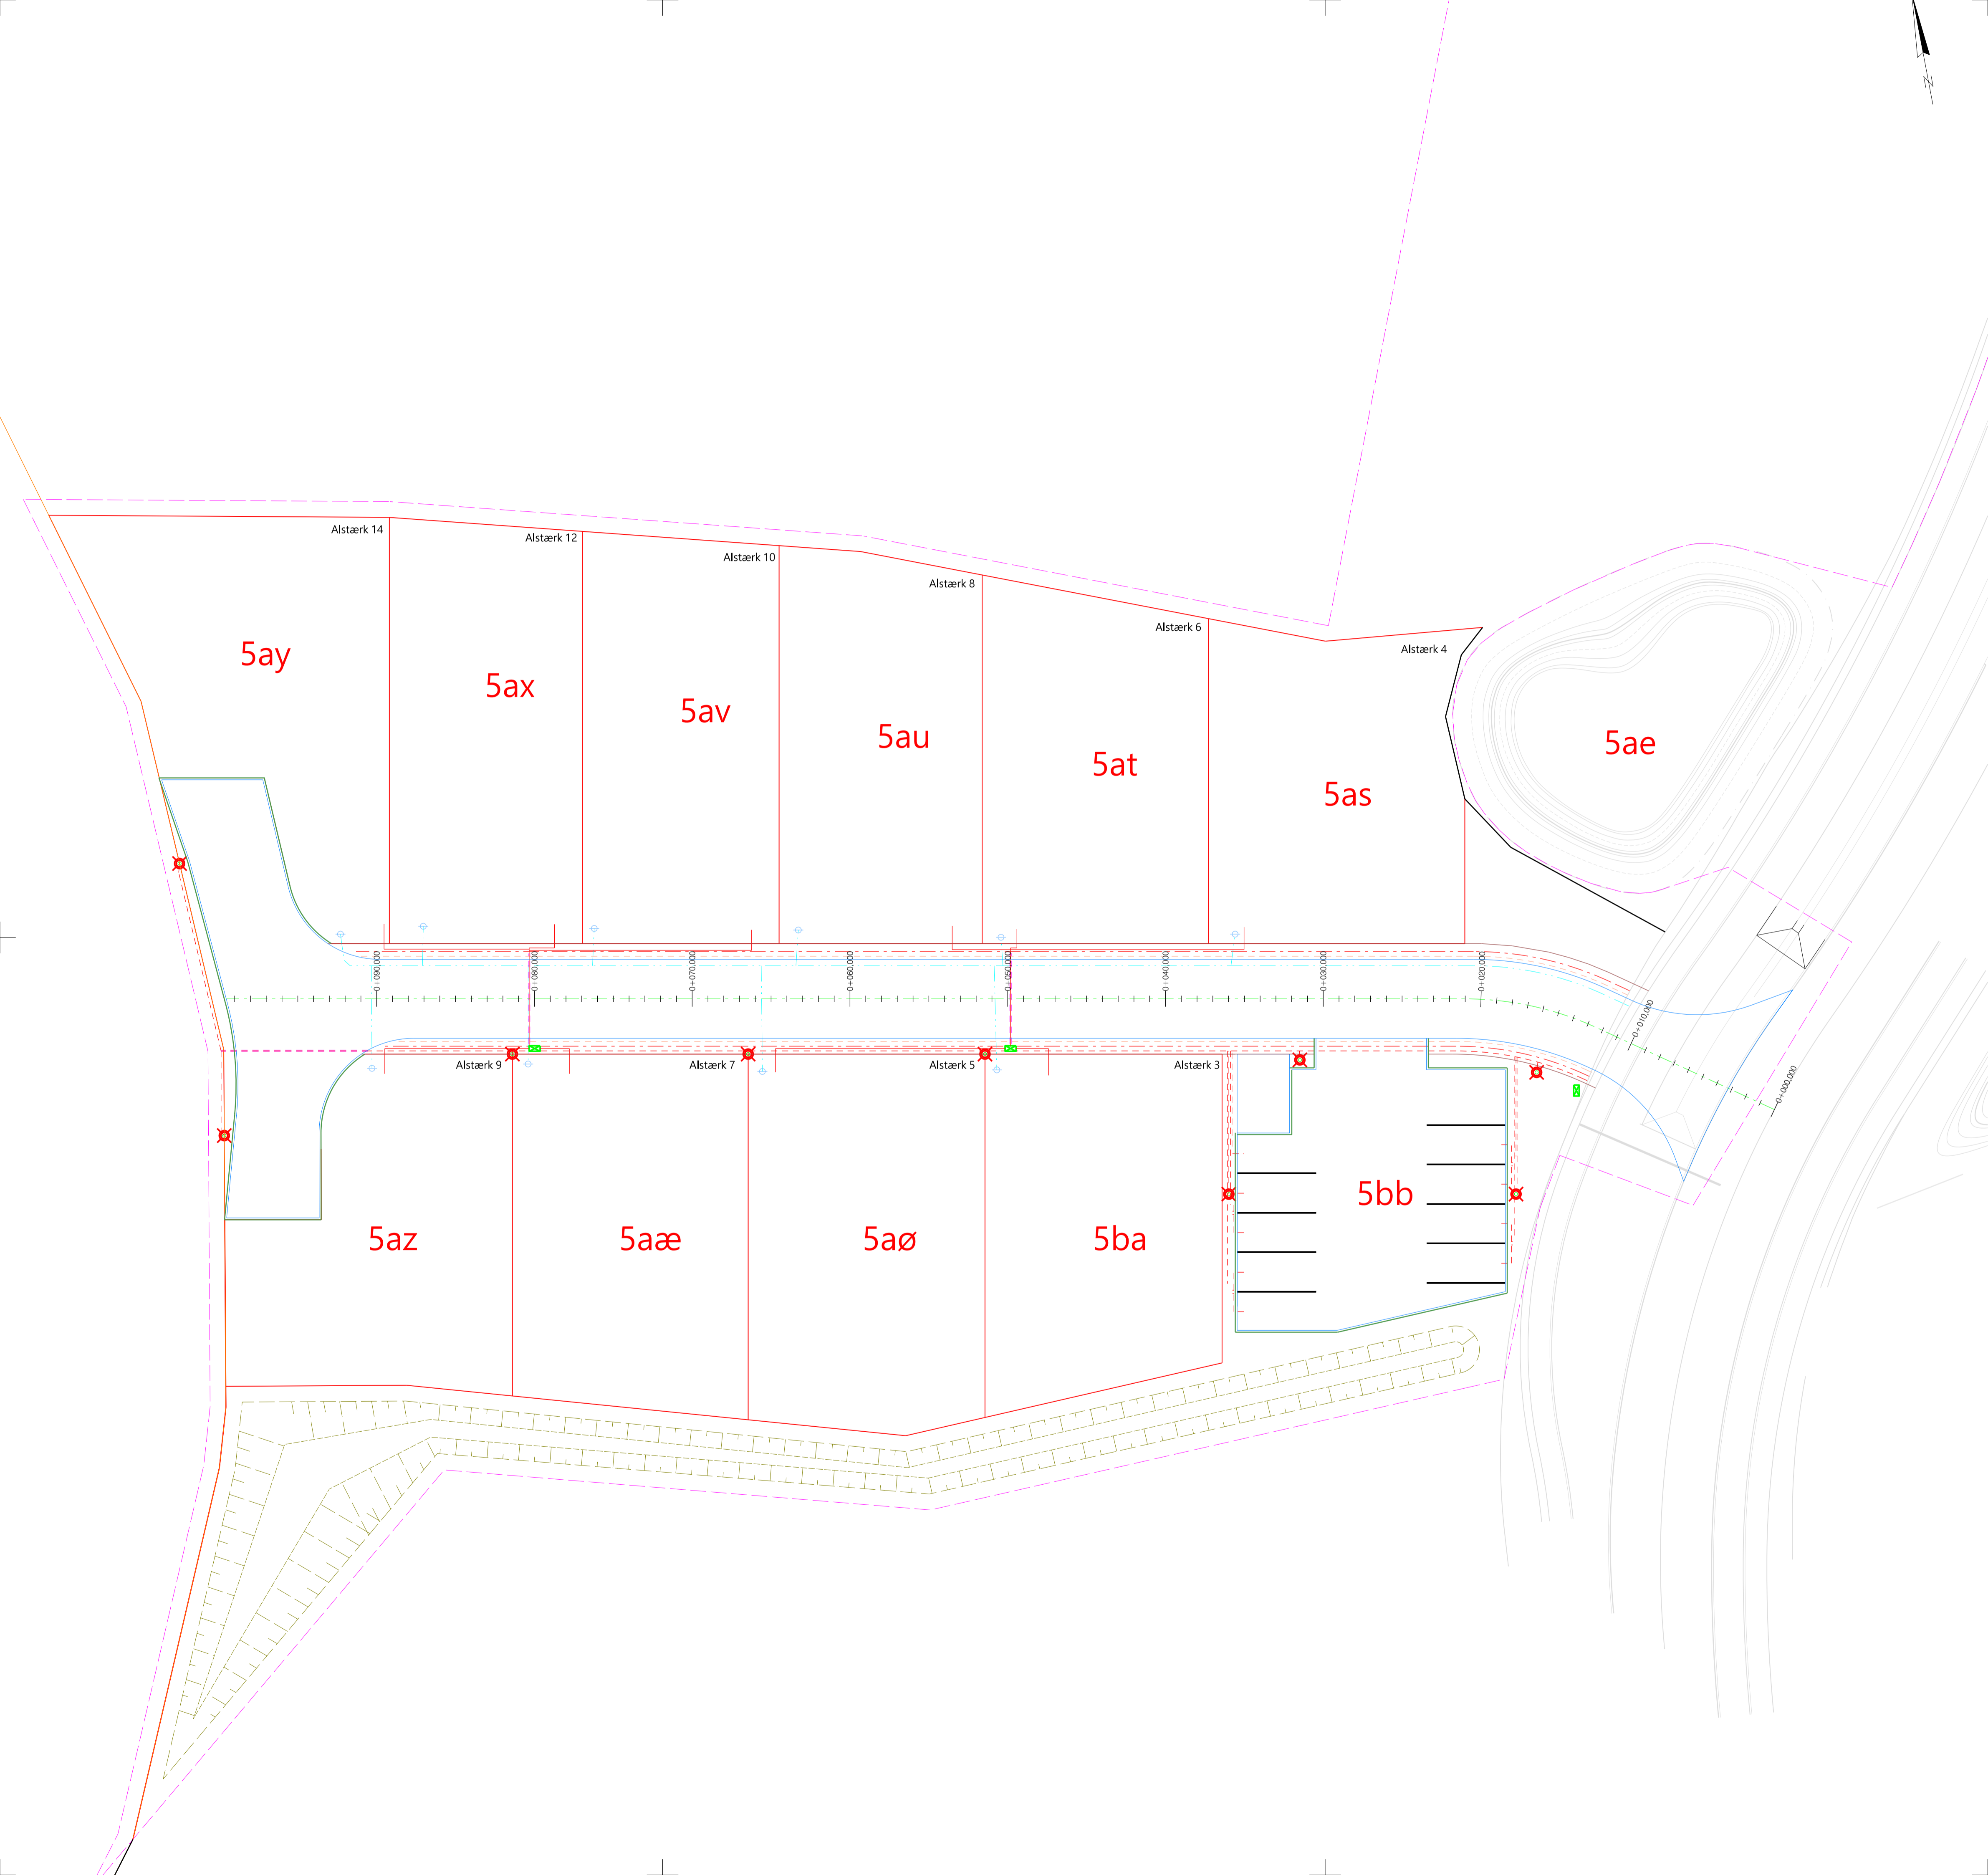 N
Alstærk 14
Alstærk 12
Alstærk 10
Alstærk 8
Alstærk 6
Alstærk 4
5ay
5ax
5av
5au
5at
5as
5ae
0+090.000
0+080.000
0+070.000
0+060.000
0+050.000
0+040.000
0+030.000
0+020.000
0+010.000
0+000.000
Alstærk 9
Alstærk 7
Alstærk 5
Alstærk 3
5az
5aæ
5aø
5ba
5bb